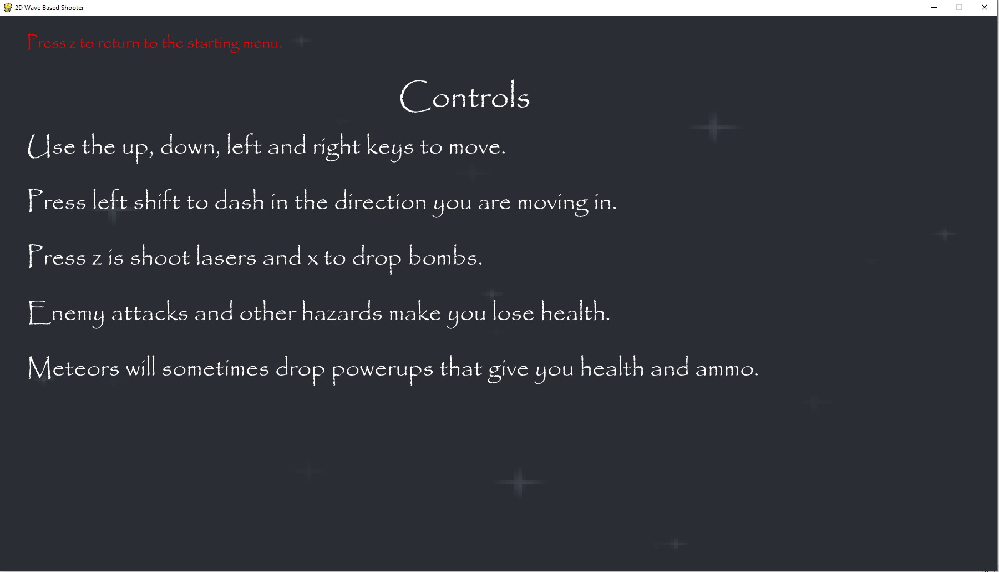 2D Wave Based Shooter
Press z to return to the starting menu.
Controls
Use the up, down, left and right keys to move.
Press left shift to dash in the direction you are moving in.
Press z is shoot lasers and x to drop bombs.
Enemy attacks and other hazards make you lose health.
Meteors will sometimes drop powerups that give you health and ammo.